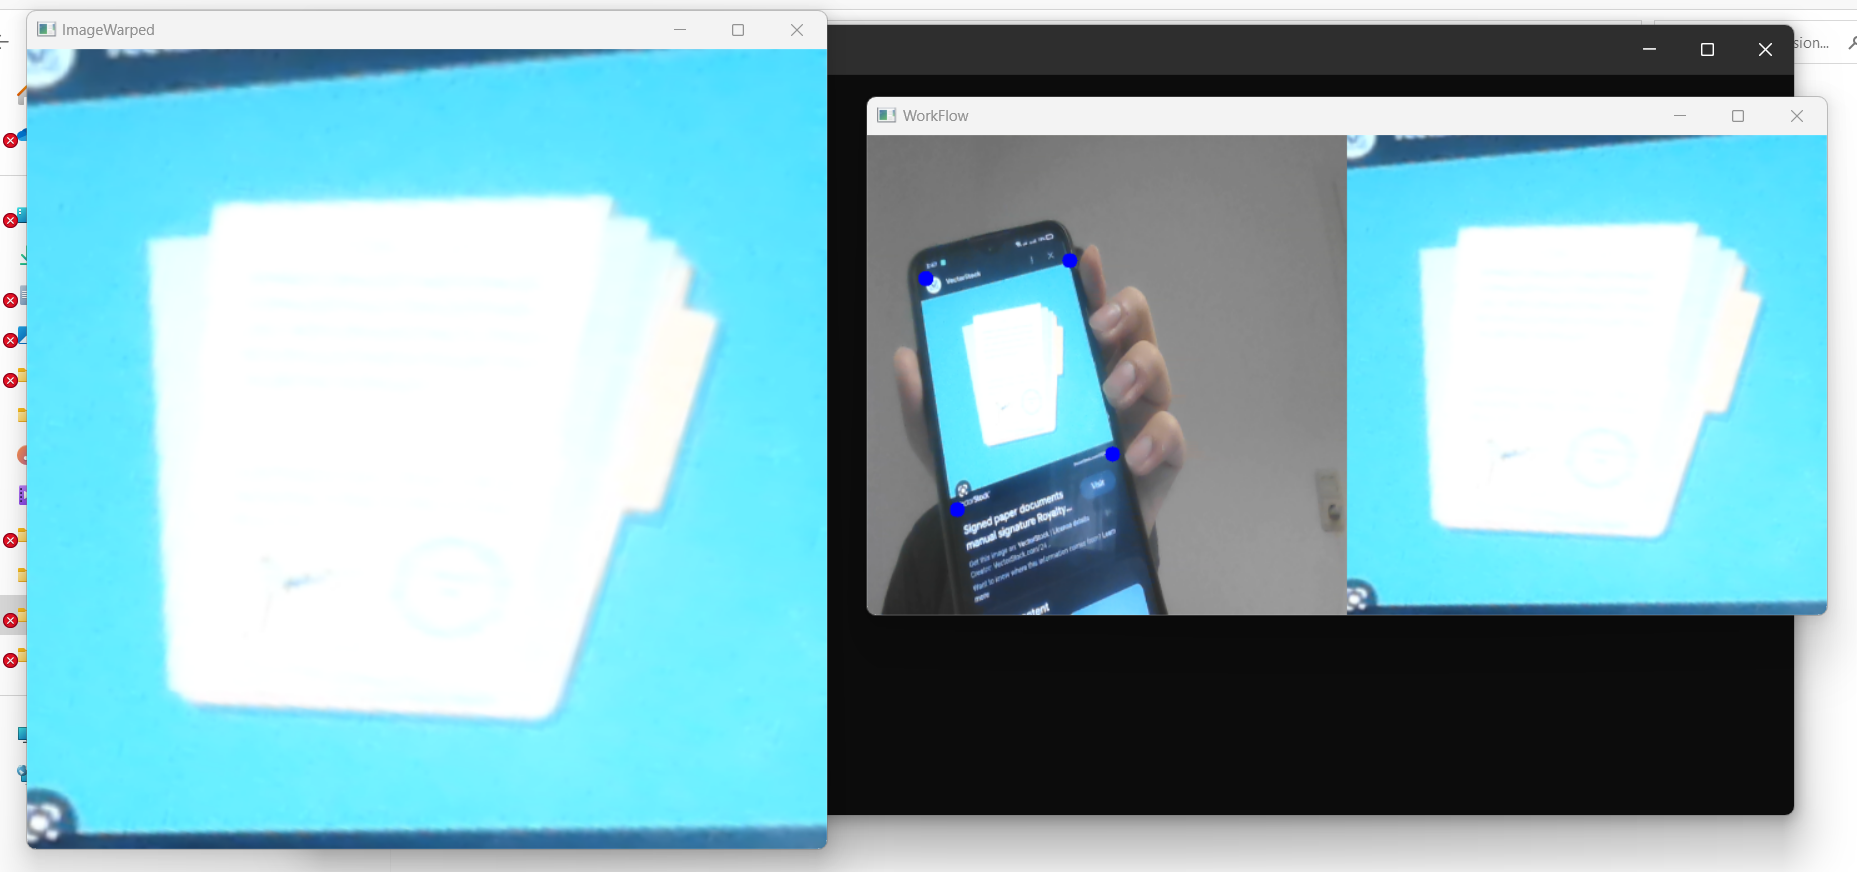 ImageWarped
sion...
WorkFlow
VectorStock
VectorStock
Visit
Signed paper documents
manual signature Royalty...
Get this image on VectorStock | License details
Creator: VectorStock.com/24...
Want to know where this information comes from? Learn
more